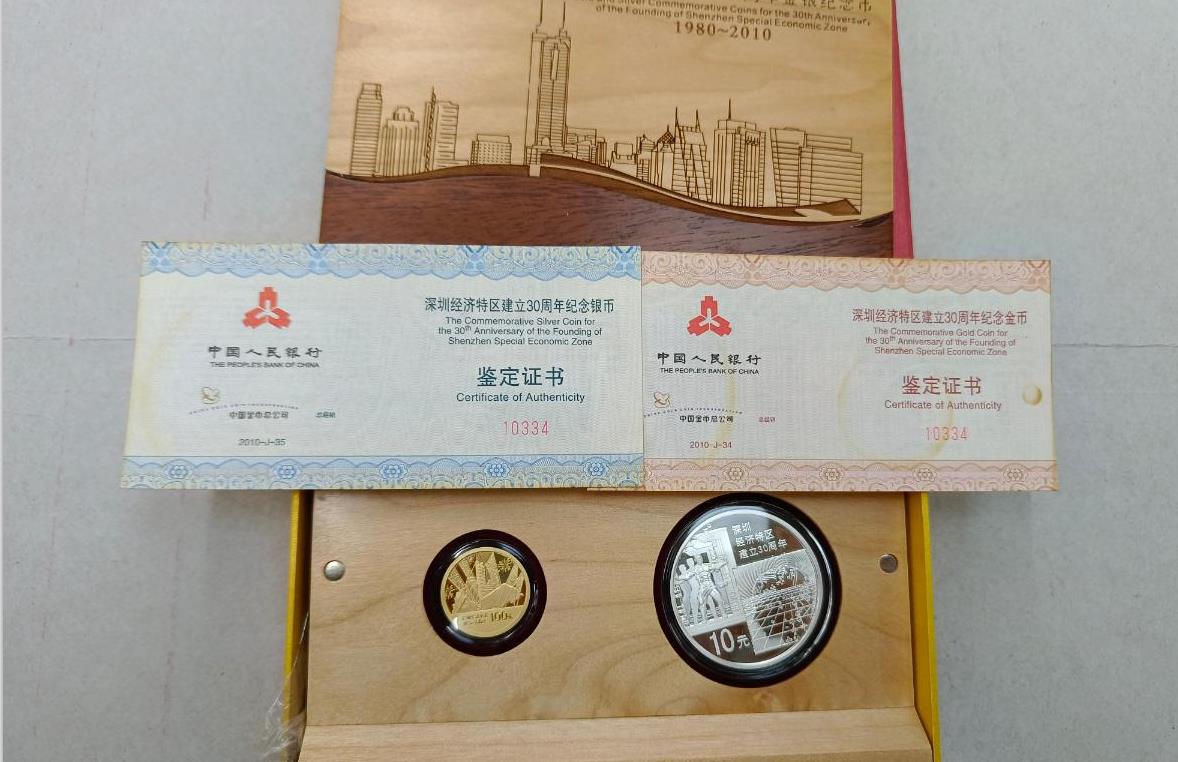 and Silver Commemorative Coins for the 30th Anniversary
of the Founding of Shenzhen Special Economic Zone
1980~2010
中国人民银行
THE PEOPLE'S BANK OF CHINA
中国金币总公司
总经销
2010-J-35
深圳经济特区建立30周年纪念银币
The Commemorative Silver Coin for
the 30th Anniversary of the Founding of
Shenzhen Special Economic Zone
鉴定证书
Certificate of Authenticity
10334
中国人民银行
THE PEOPLE'S BANK OF CHINA
CHINA GOLD COIN INCORPORATION
中国金币总公司
总经销
2010-J-34
深圳经济特区建立30周年纪念金币
The Commemorative Gold Coin for
the 30th Anniversary of the Founding of
Shenzhen Special Economic Zone
鉴定证书
Certificate of Authenticity
10334
100元
深圳
经济特区
建立30周年
10元